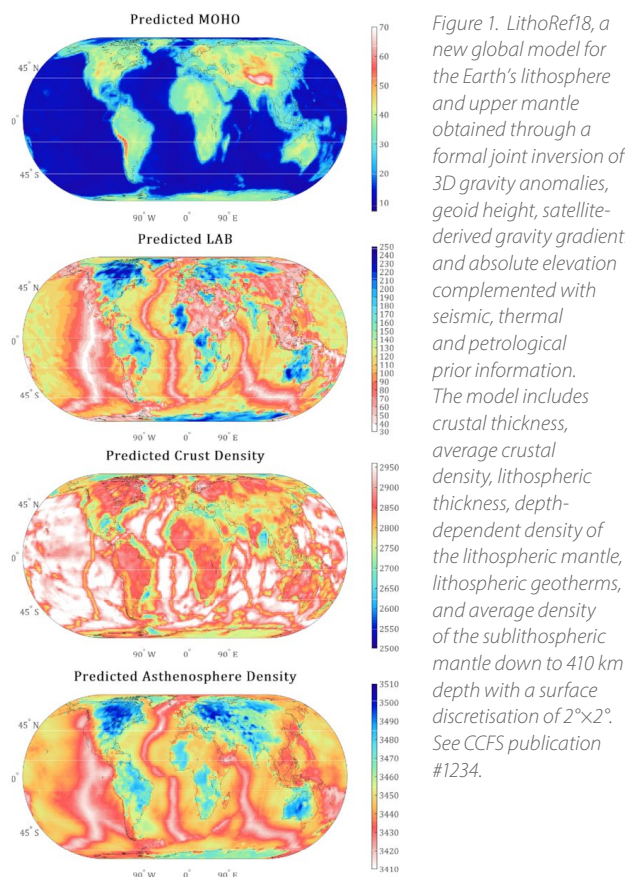 Predicted MOHO
45° N
0°
45° S
90° W 0° 90° E
70
60
50
40
30
20
10
Predicted LAB
45° N
0°
45° S
90° W 0° 90° E
250
240
230
220
210
200
190
180
170
160
150
140
130
120
110
100
90
80
70
60
50
40
30
Predicted Crust Density
45° N
0°
45° S
90° W 0° 90° E
2950
2900
2850
2800
2750
2700
2650
2600
2550
2500
Predicted Asthenosphere Density
45° N
0°
45° S
90° W 0° 90° E
3510
3500
3490
3480
3470
3460
3450
3440
3430
3420
3410
Figure 1. LithoRef18, a
new global model for
the Earth's lithosphere
and upper mantle
obtained through a
formal joint inversion of
3D gravity anomalies,
geoid height, satellite-
derived gravity gradient
and absolute elevation
complemented with
seismic, thermal
and petrological
prior information.
The model includes
crustal thickness,
average crustal
density, lithospheric
thickness, depth-
dependent density of
the lithospheric mantle,
lithospheric geotherms,
and average density
of the sublithospheric
mantle down to 410 km
depth with a surface
discretisation of 2°×2°.
See CCFS publication
#1234.